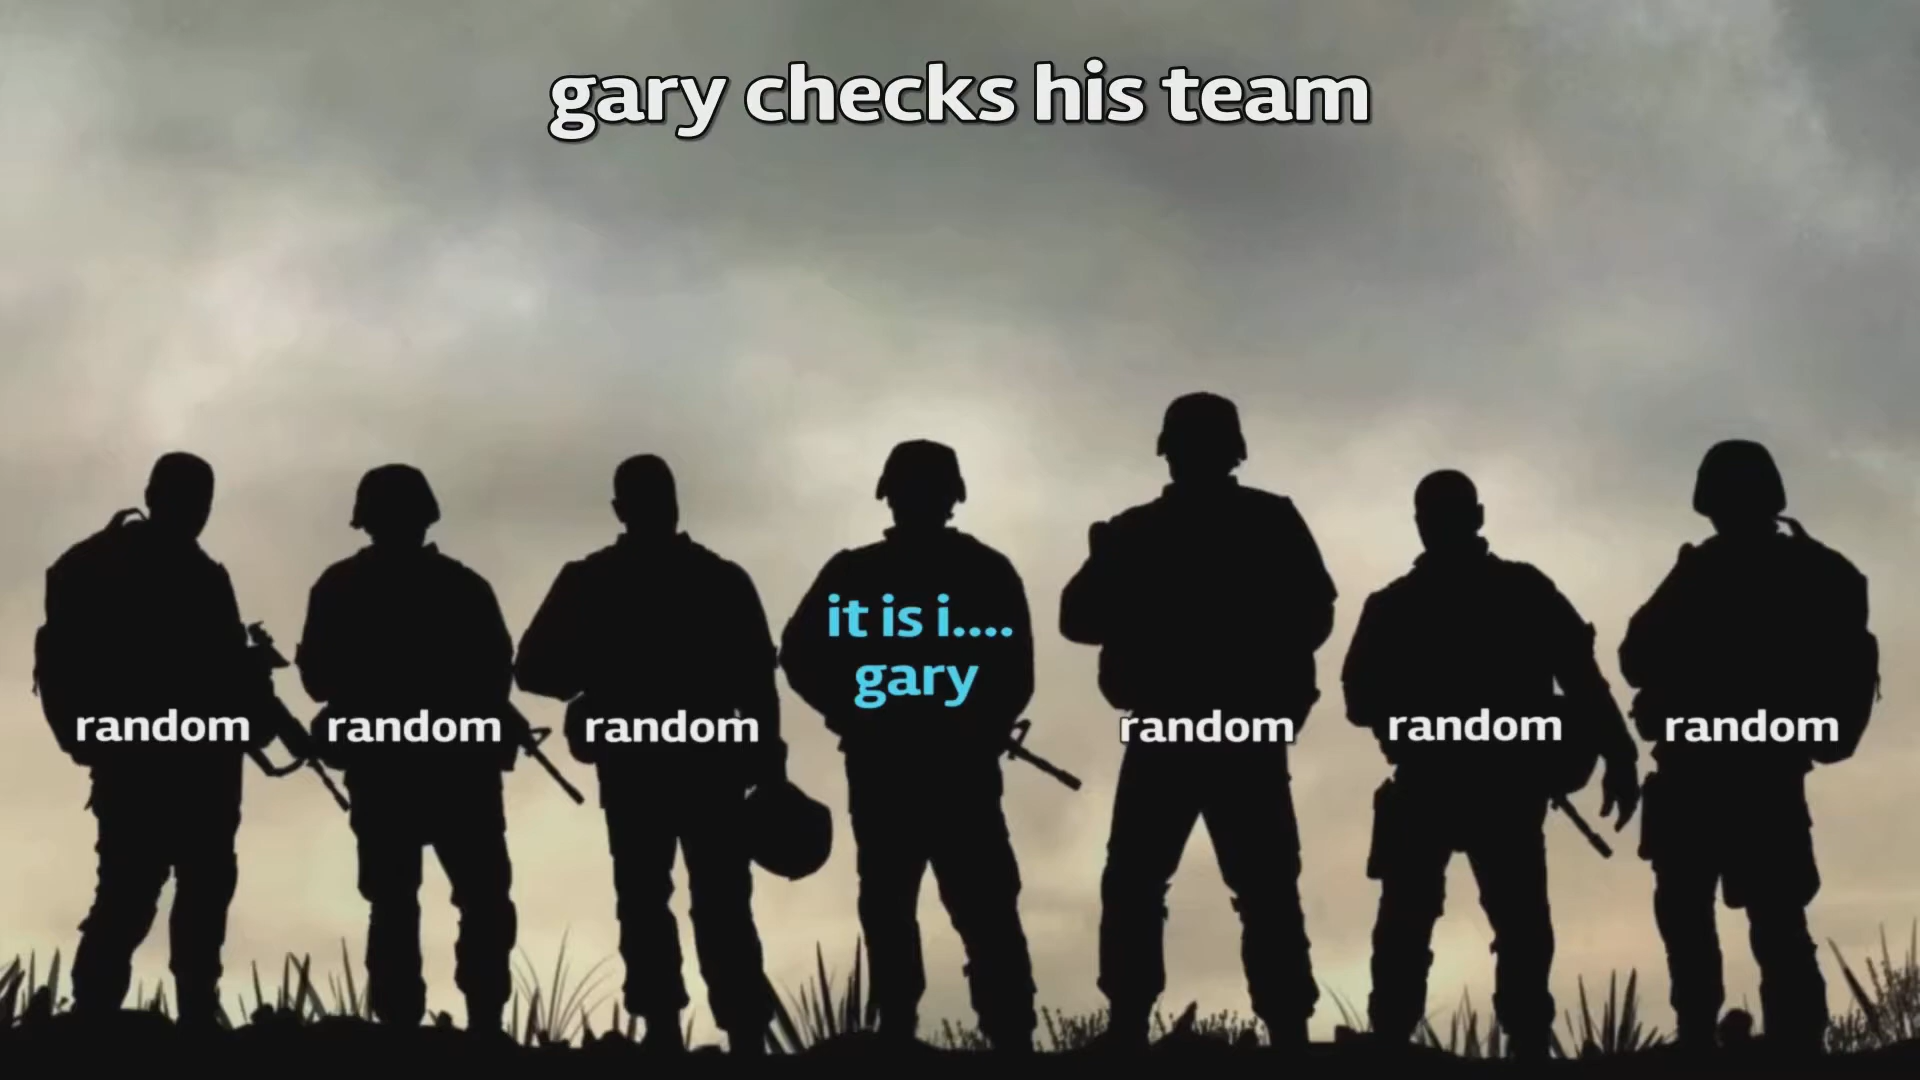 gary checks his team
it is i....
gary
random
random
random
random
random
random